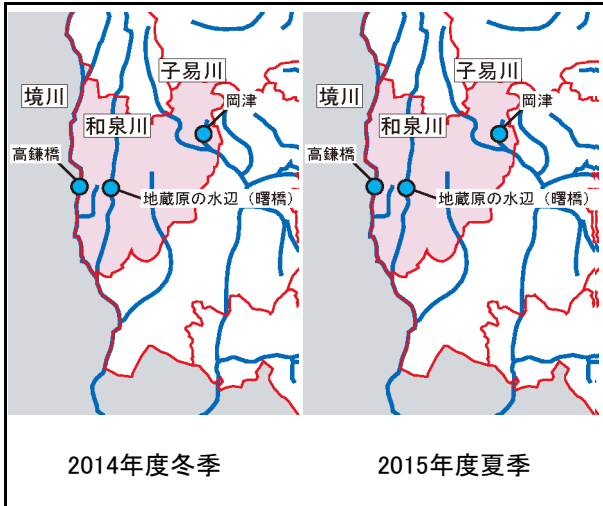 子易川
境川
岡津
和泉川
高鎌橋
地蔵原の水辺（曙橋）
2014年度冬季
子易川
境川
岡津
和泉川
高鎌橋
地蔵原の水辺（曙橋）
2015年度夏季